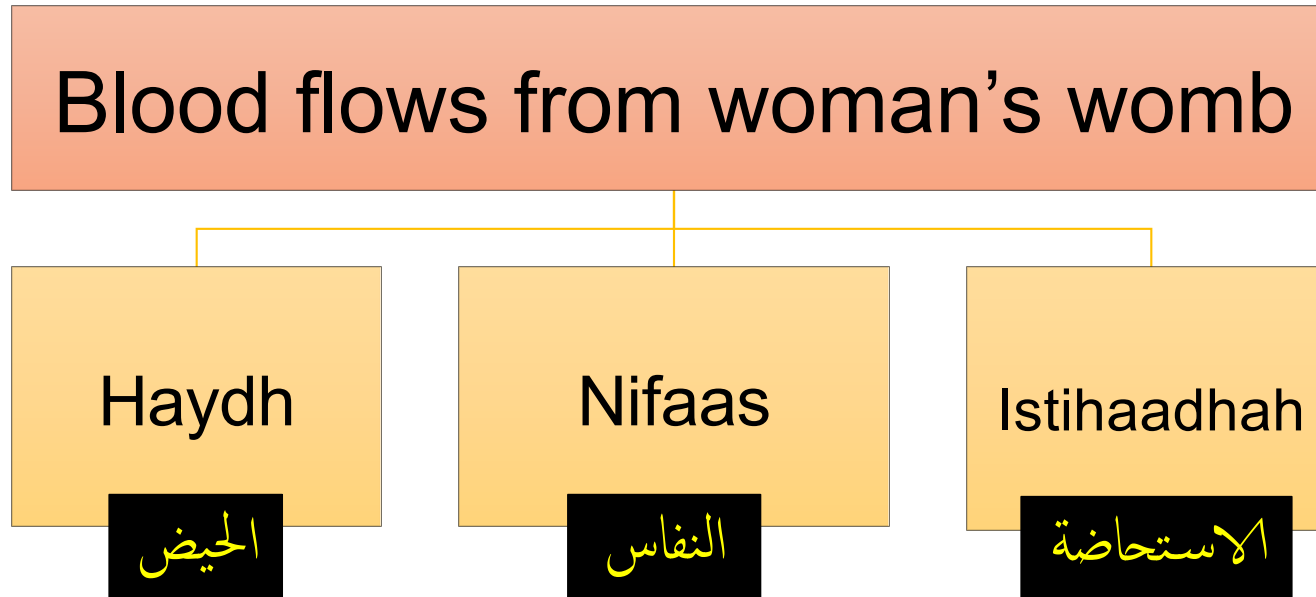 Blood flows from woman’s womb
Haydh
Nifaas
Istihaadhah
الحيض
النفاس
الاستحاضة